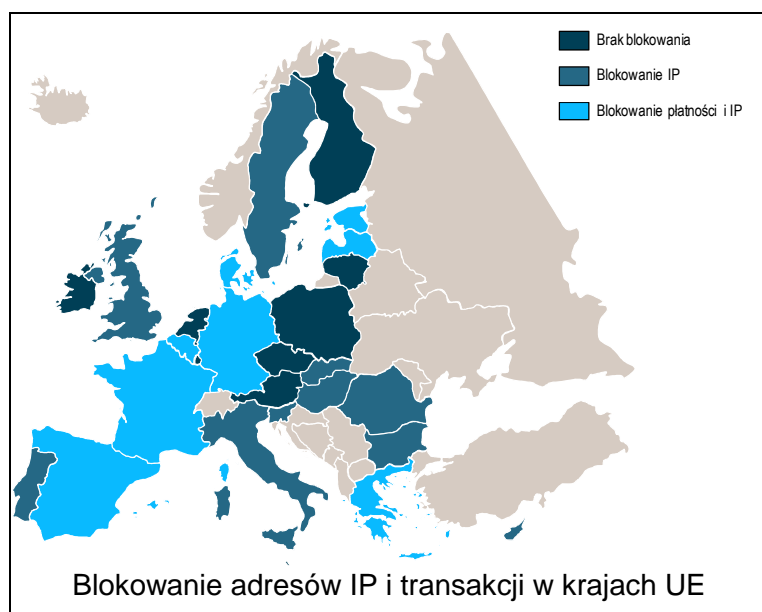 Brak blokowania
Blokowanie IP
Blokowanie płatności i IP
Blokowanie adresów IP i transakcji w krajach UE